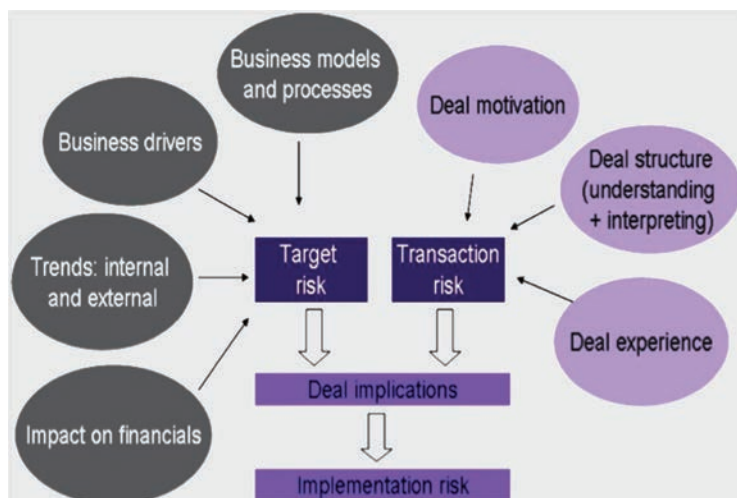 Business models
and processes
Deal motivation
Business drivers
Deal structure
(understanding
+ interpreting)
Trends: internal
and external
Target
risk
Transaction
risk
Deal experience
Impact on financials
Deal implications
Implementation risk